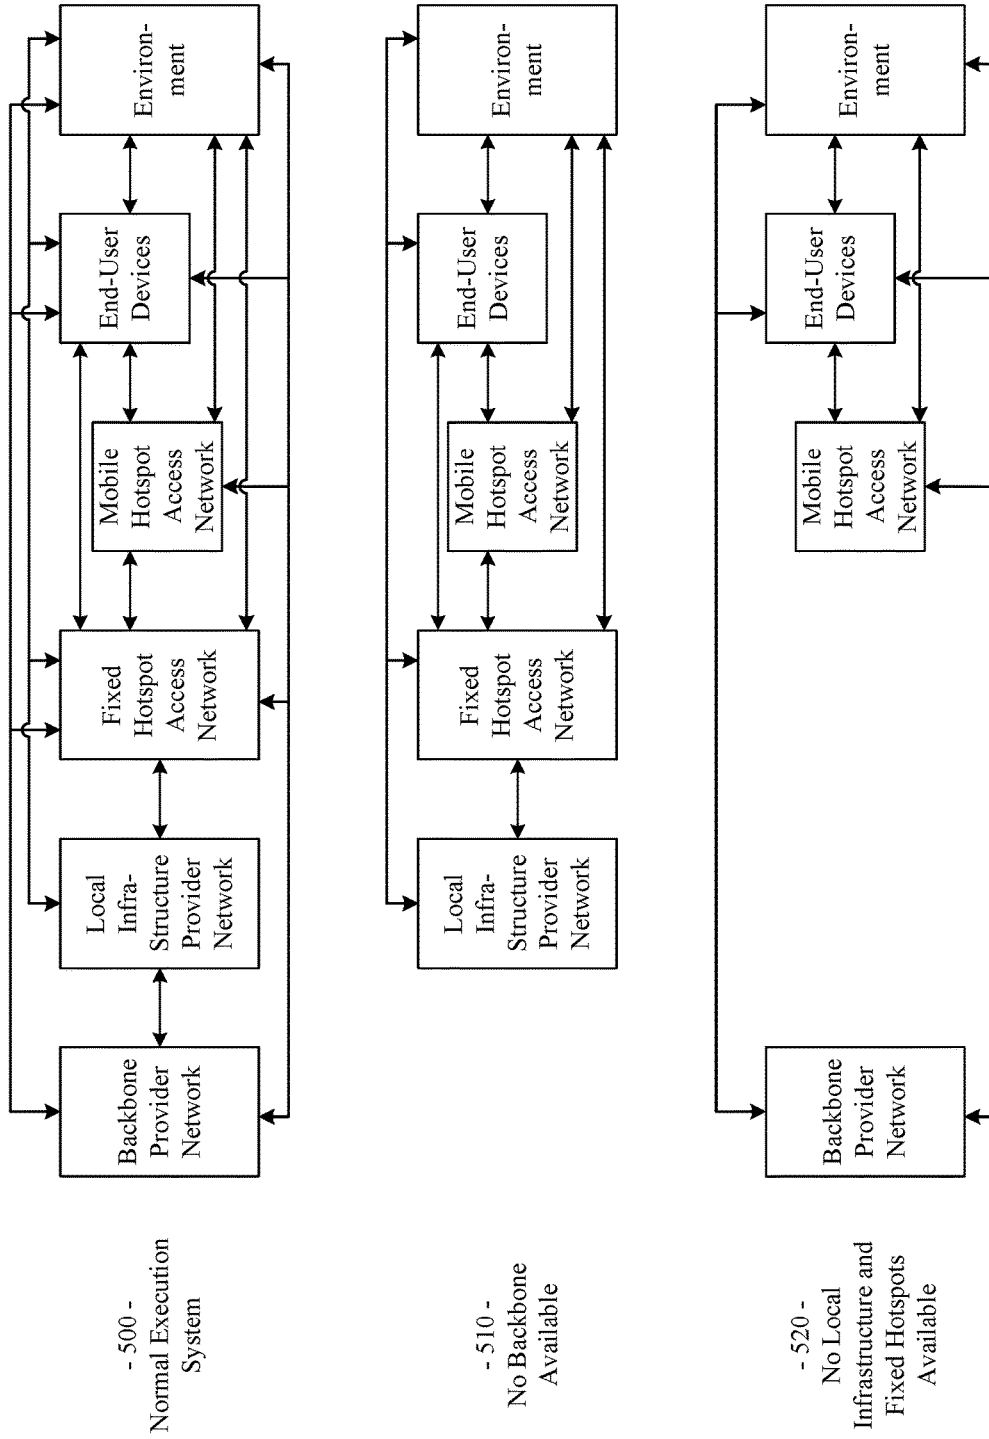 - 500 -
Normal Execution
System
Backbone
Provider
Network
Local
Infra-
Structure
Provider
Network
Fixed
Hotspot
Access
Network
Mobile
Hotspot
Access
Network
End-User
Devices
Environ-
ment
- 510 -
No Backbone
Available
Local
Infra-
Structure
Provider
Network
Fixed
Hotspot
Access
Network
Mobile
Hotspot
Access
Network
End-User
Devices
Environ-
ment
- 520 -
No Local
Infrastructure and
Fixed Hotspots
Available
Backbone
Provider
Network
Mobile
Hotspot
Access
Network
End-User
Devices
Environ-
ment